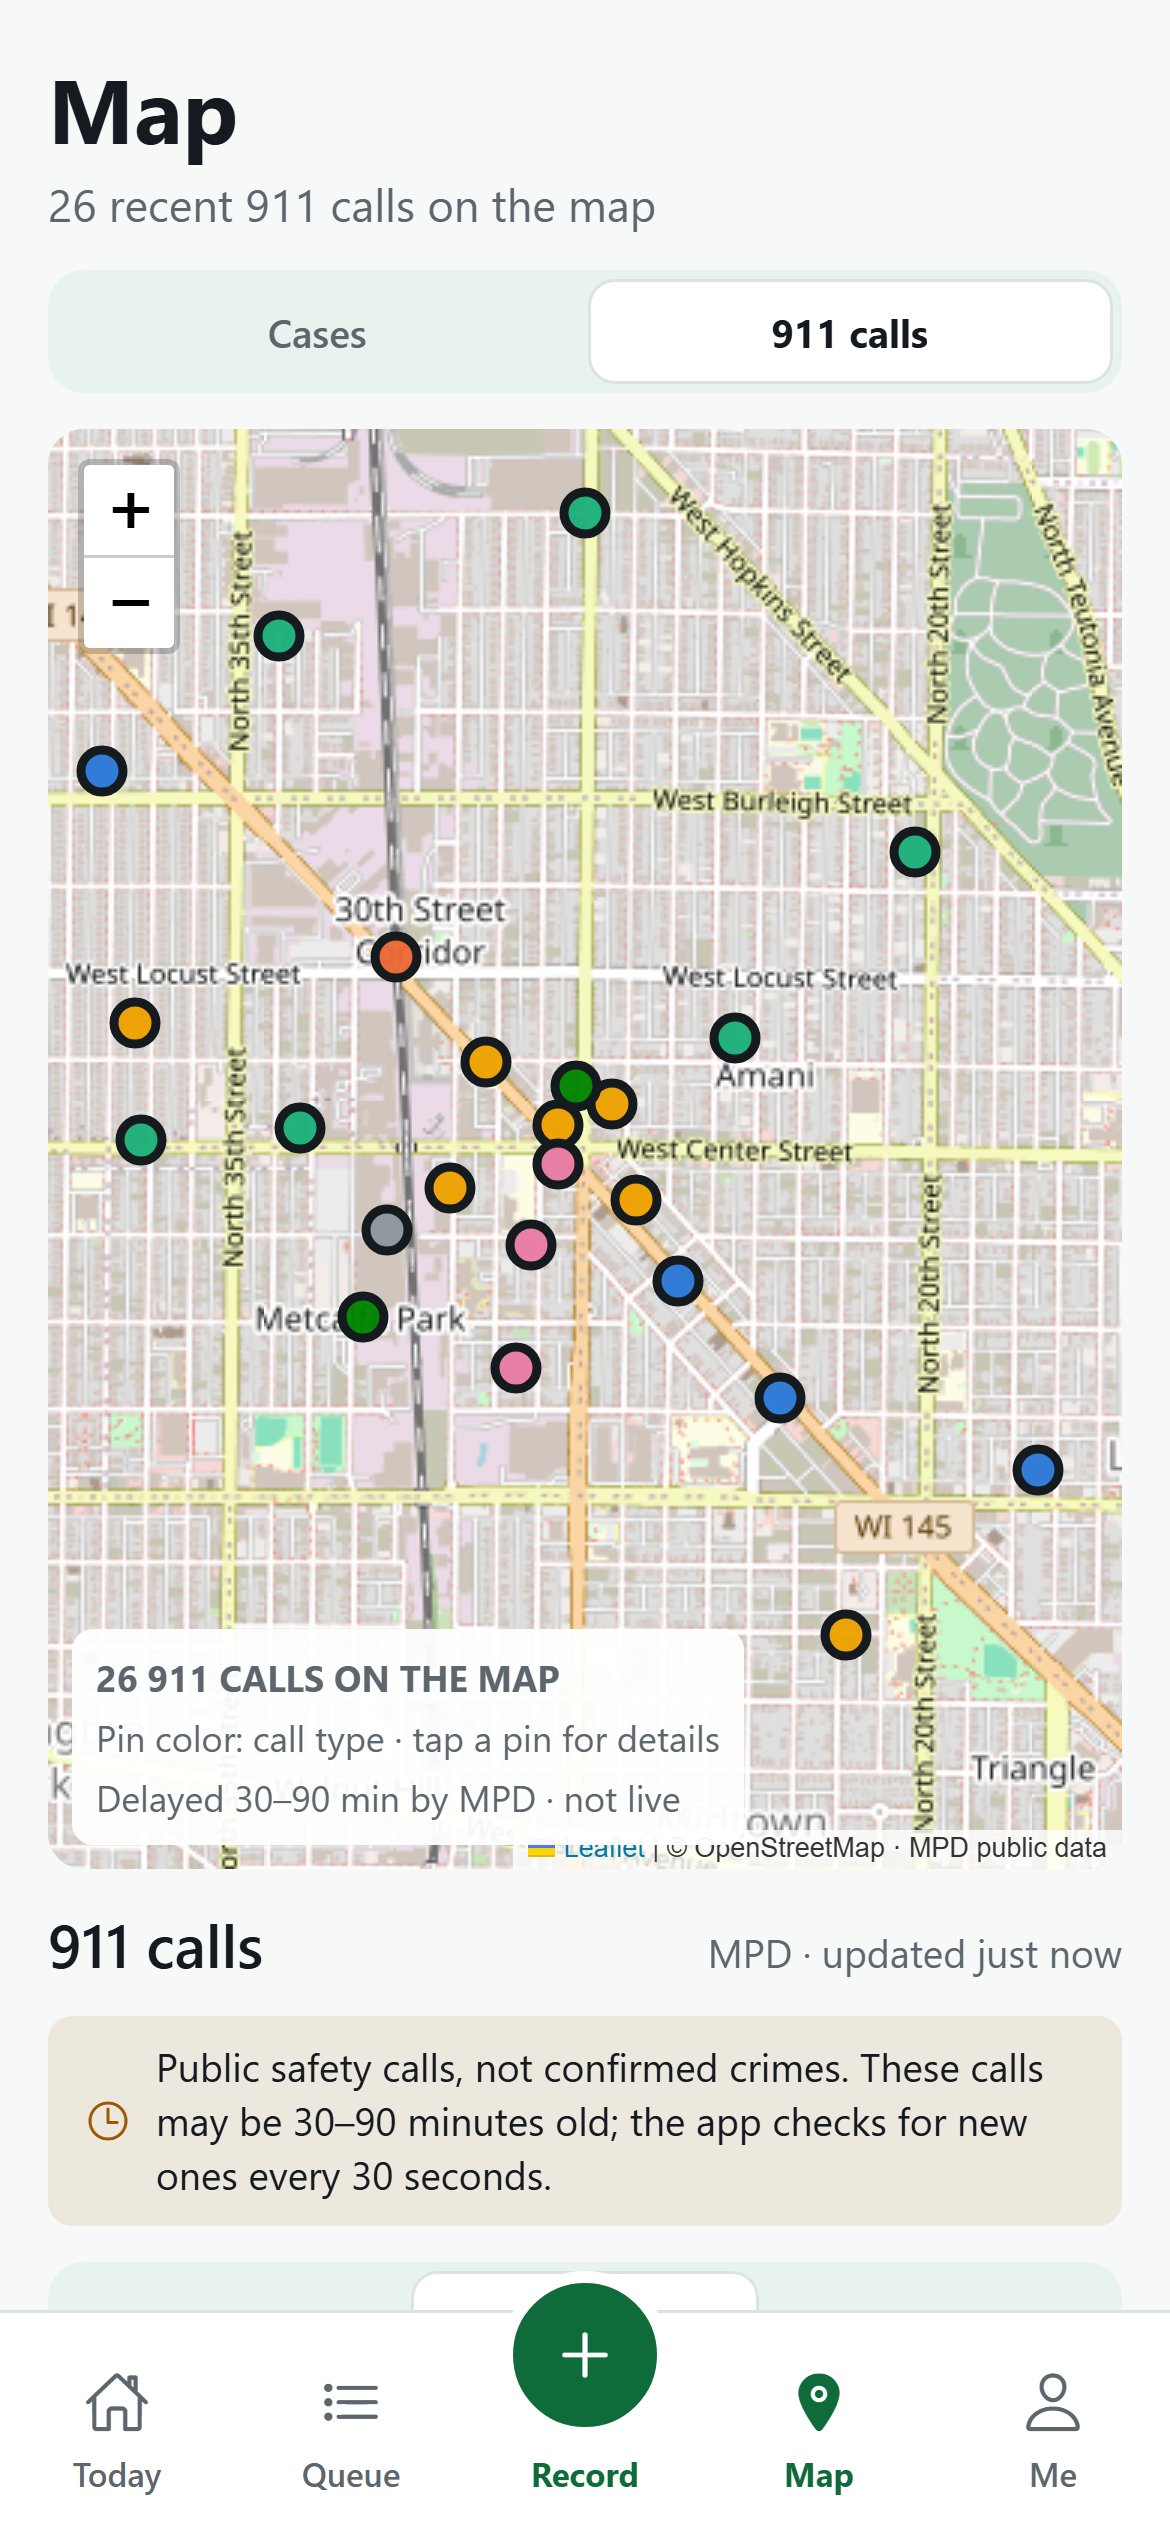 Map
26 recent 911 calls on the map
Cases
911 calls
+
−
West Hopkins Street
North 20th Street
North Teutonia Avenue
North 35th Street
West Burleigh Street
30th Street
West Locust Street
West Locust Street
Amani
North 35th Street
West Center Street
North 20th Street
Park
WI 145
North 20th Street
Triangle
26 911 CALLS ON THE MAP
Pin color: call type · tap a pin for details
Delayed 30–90 min by MPD · not live
Leaflet | © OpenStreetMap · MPD public data
911 calls
MPD · updated just now
Public safety calls, not confirmed crimes. These calls
may be 30–90 minutes old; the app checks for new
ones every 30 seconds.
Today
Queue
Record
Map
Me